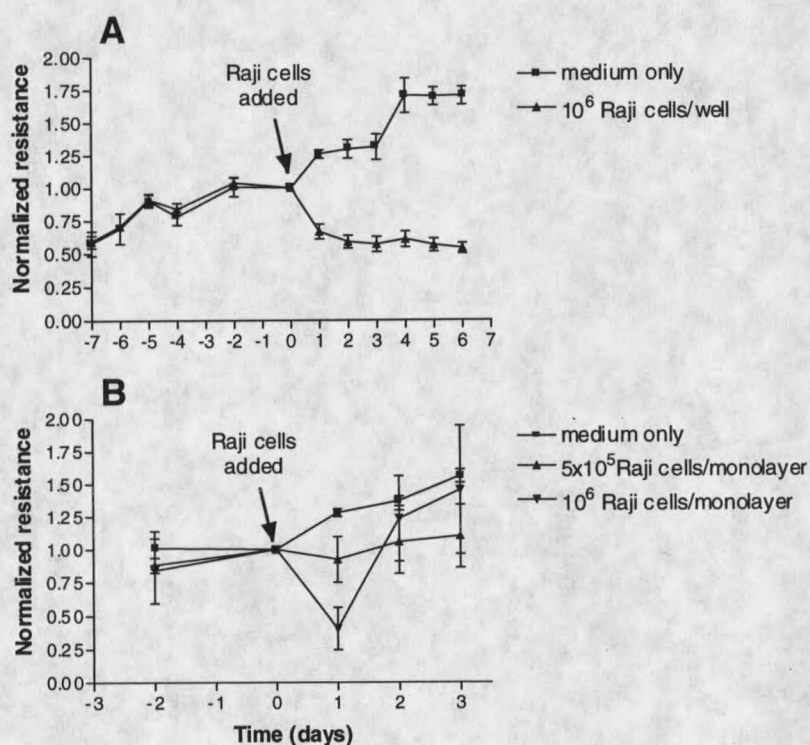 A
2.00
1.75
1.50
1.25
1.00
0.75
0.50
0.25
0.00
Normalized resistance
Raji cells
added
-7 -6 -5 -4 -3 -2 -1 0 1 2 3 4 5 6 7
medium only
10⁶ Raji cells/well
B
2.00
1.75
1.50
1.25
1.00
0.75
0.50
0.25
0.00
Normalized resistance
Raji cells
added
-3 -2 -1 0 1 2 3
Time (days)
medium only
5x10⁵Raji cells/monolayer
10⁶ Raji cells/monolayer